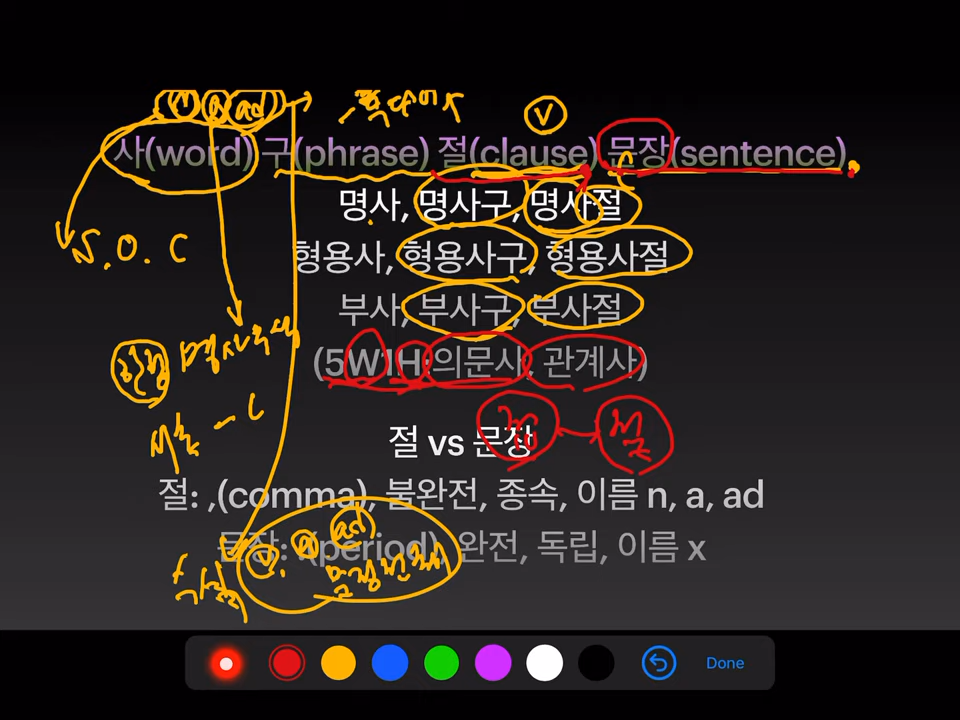 n a ad
v
사(word) 구(phrase) 절(clause) 문장(sentence).
명사, 명사구, 명사절
S.O.C
형용사, 형용사구, 형용사절
부사, 부사구, 부사절
(5W1H:의문사, 관계사)
절 vs 문장
절: ,(comma), 불완전, 종속, 이름 n, a, ad
문장: .(period), 완전, 독립, 이름 x
v. a ad
Done